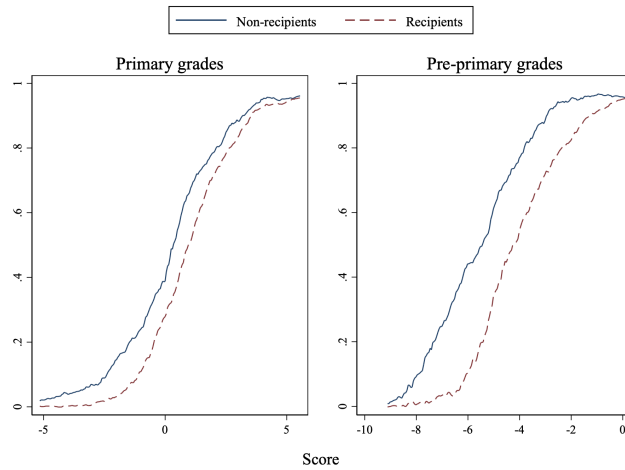 Non-recipients Recipients
Primary grades Pre-primary grades
1 1
.8 .8
.6 .6
.4 .4
.2 .2
0 0
-5 0 5 -10 -8 -6 -4 -2 0
Score